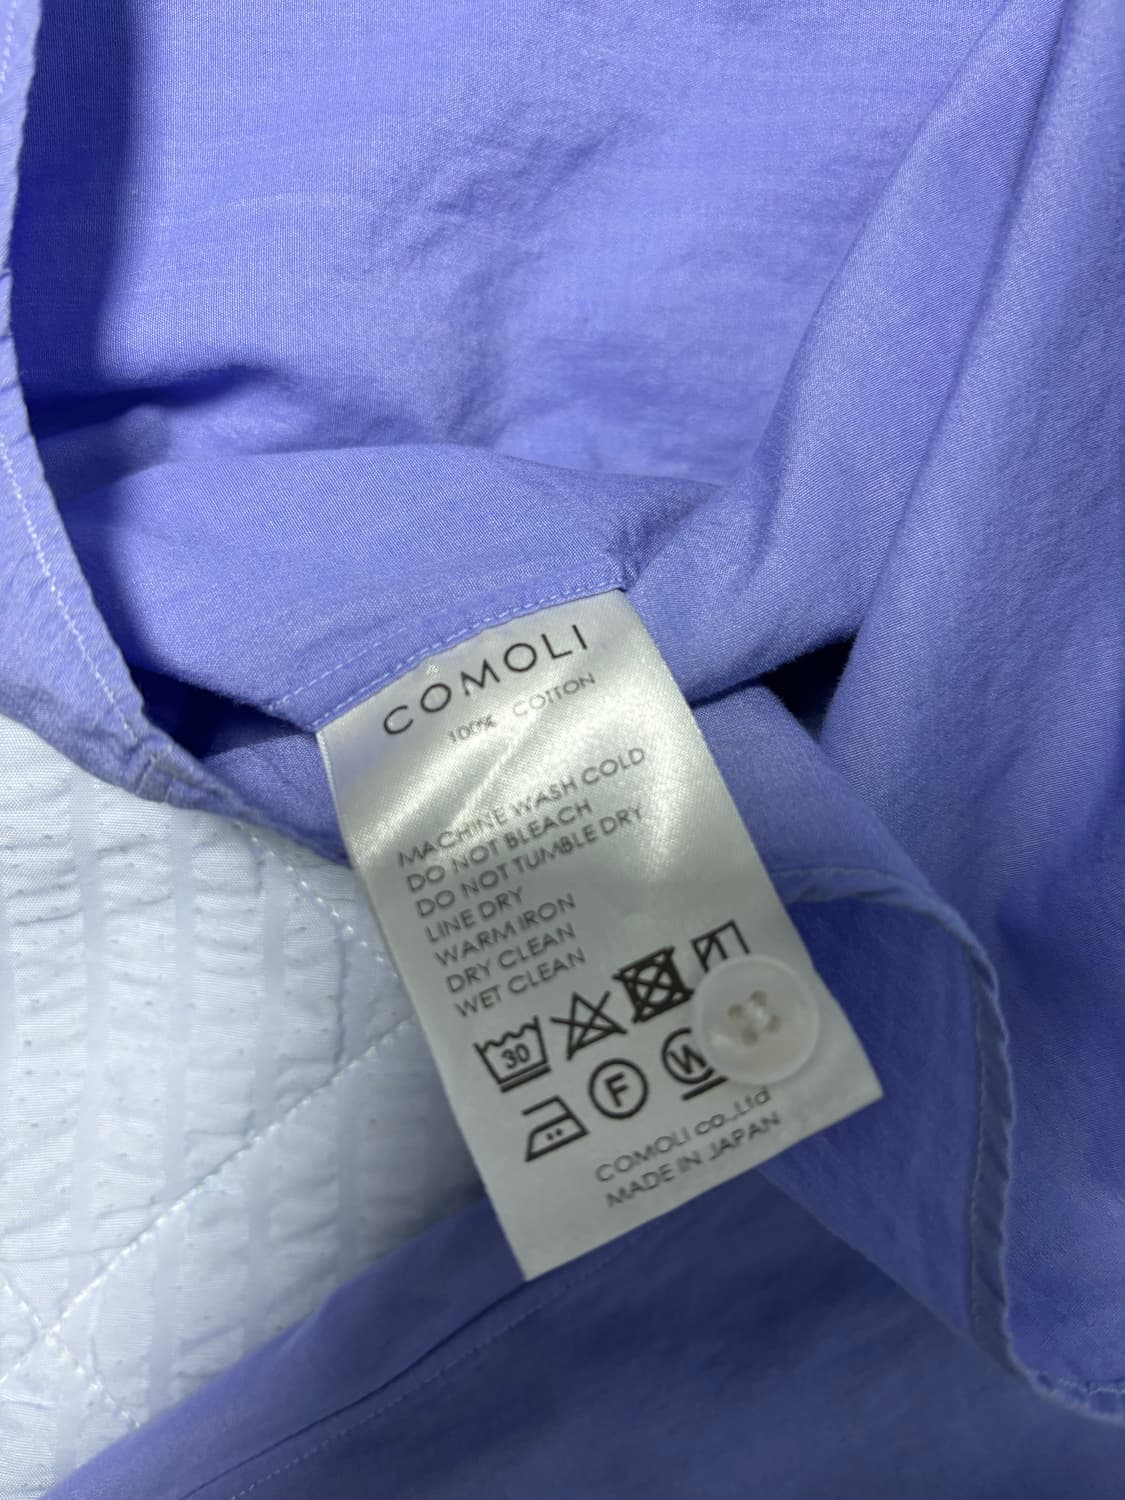 COMOLI
100% COTTON
MACHINE WASH COLD
DO NOT BLEACH
DO NOT TUMBLE DRY
LINE DRY
WARM IRON
DRY CLEAN
WET CLEAN
30
F W
COMOLI co.,Ltd
MADE IN JAPAN